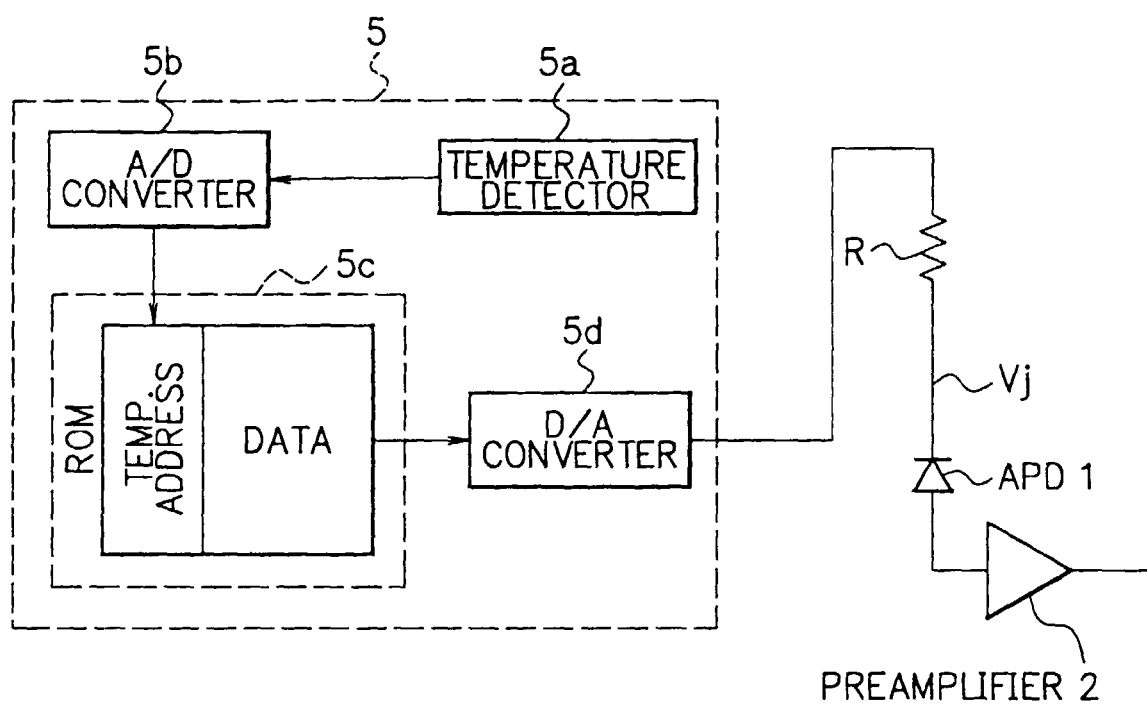 5
5b
5a
A/D
CONVERTER
TEMPERATURE
DETECTOR
R
5c
5d
Vj
ROM
TEMP.
ADDRESS
DATA
D/A
CONVERTER
APD 1
PREAMPLIFIER 2